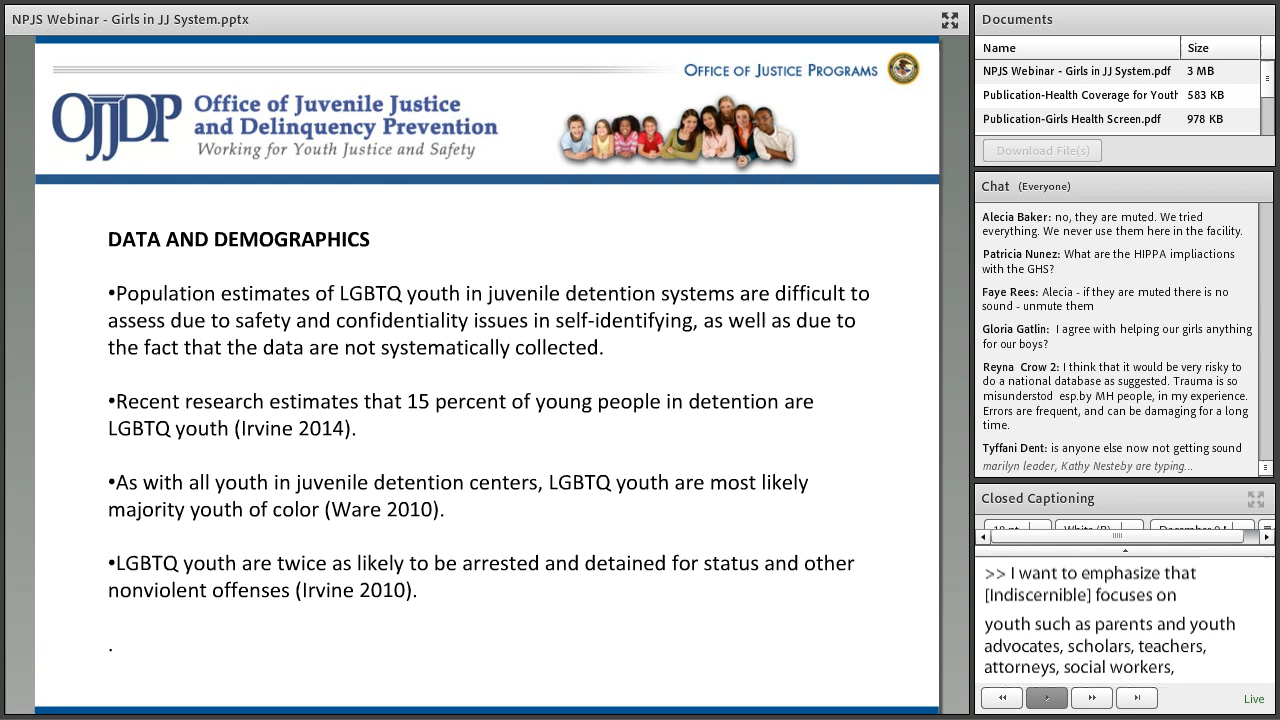 NPJS Webinar - Girls in JJ System.pptx
OFFICE OF JUSTICE PROGRAMS
OJJDP
Office of Juvenile Justice
and Delinquency Prevention
Working for Youth Justice and Safety
DATA AND DEMOGRAPHICS
•Population estimates of LGBTQ youth in juvenile detention systems are difficult to
assess due to safety and confidentiality issues in self-identifying, as well as due to
the fact that the data are not systematically collected.
•Recent research estimates that 15 percent of young people in detention are
LGBTQ youth (Irvine 2014).
•As with all youth in juvenile detention centers, LGBTQ youth are most likely
majority youth of color (Ware 2010).
•LGBTQ youth are twice as likely to be arrested and detained for status and other
nonviolent offenses (Irvine 2010).
.
Documents
Name Size
NPJS Webinar - Girls in JJ System.pdf 3 MB
Publication-Health Coverage for Youth 583 KB
Publication-Girls Health Screen.pdf 978 KB
Download File(s)
Chat (Everyone)
Alecia Baker: no, they are muted. We tried
everything. We never use them here in the facility.
Patricia Nunez: What are the HIPPA impliactions
with the GHS?
Faye Rees: Alecia - if they are muted there is no
sound - unmute them
Gloria Gatlin: I agree with helping our girls anything
for our boys?
Reyna Crow 2: I think that it would be very risky to
do a national database as suggested. Trauma is so
misunderstod esp.by MH people, in my experience.
Errors are frequent, and can be damaging for a long
time.
Tyffani Dent: is anyone else now not getting sound
marilyn leader, Kathy Nesteby are typing...
Closed Captioning
>> I want to emphasize that
[Indiscernible] focuses on
youth such as parents and youth
advocates, scholars, teachers,
attorneys, social workers,
Live